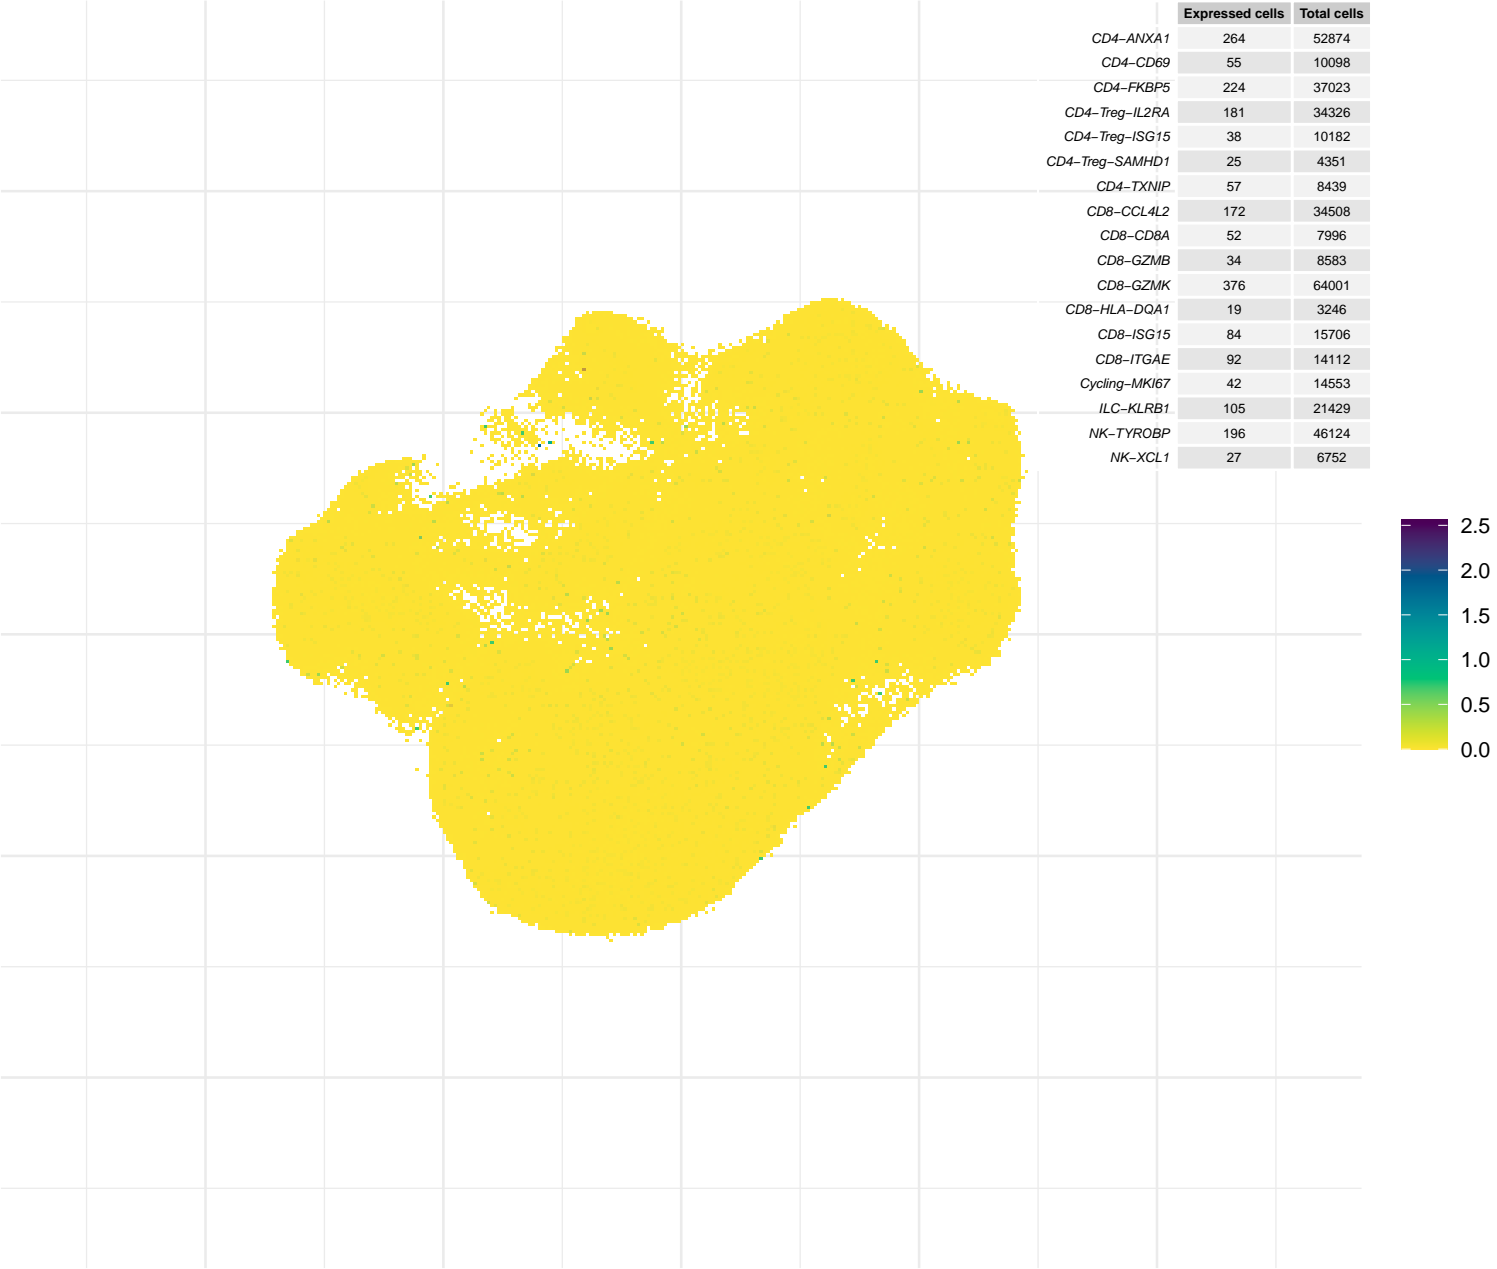 Expressed cells Total cells
CD4−ANXA1 264 52874
CD4−CD69 55 10098
CD4−FKBP5 224 37023
CD4−Treg−IL2RA 181 34326
CD4−Treg−ISG15 38 10182
CD4−Treg−SAMHD1 25 4351
CD4−TXNIP 57 8439
CD8−CCL4L2 172 34508
CD8−CD8A 52 7996
CD8−GZMB 34 8583
CD8−GZMK 376 64001
CD8−HLA−DQA1 19 3246
CD8−ISG15 84 15706
CD8−ITGAE 92 14112
Cycling−MKI67 42 14553
ILC−KLRB1 105 21429
NK−TYROBP 196 46124
NK−XCL1 27 6752
2.5
2.0
1.5
1.0
0.5
0.0